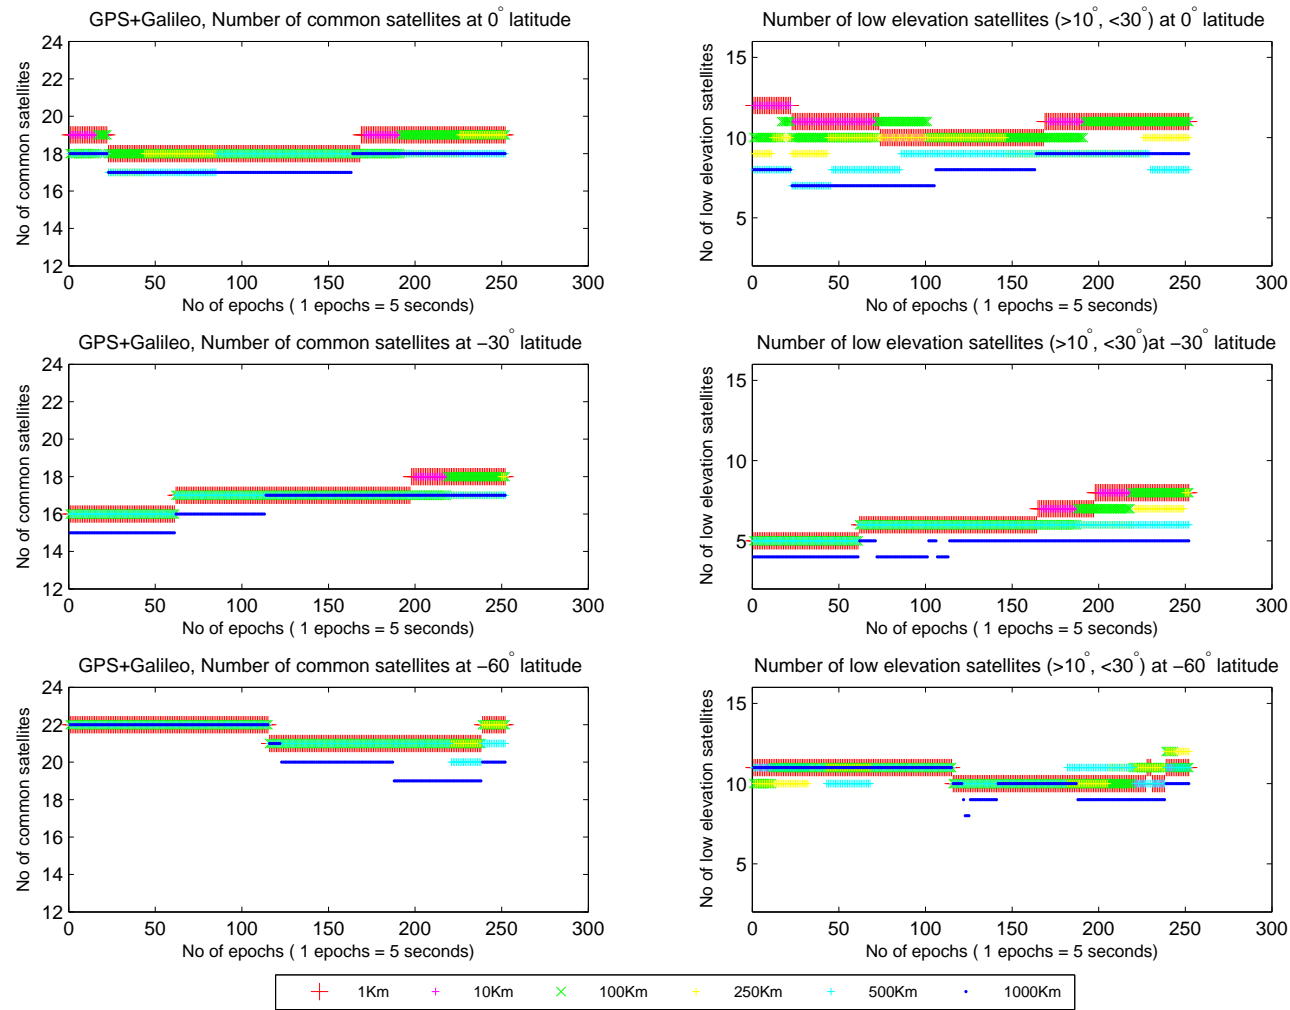 GPS+Galileo, Number of common satellites at 0° latitude
No of common satellites
24
22
20
18
16
14
12
0 50 100 150 200 250 300
No of epochs ( 1 epochs = 5 seconds)
Number of low elevation satellites (>10°, <30°) at 0° latitude
No of low elevation satellites
15
10
5
0 50 100 150 200 250 300
No of epochs ( 1 epochs = 5 seconds)
GPS+Galileo, Number of common satellites at −30° latitude
No of common satellites
24
22
20
18
16
14
12
0 50 100 150 200 250 300
No of epochs ( 1 epochs = 5 seconds)
Number of low elevation satellites (>10°, <30°)at −30° latitude
No of low elevation satellites
15
10
5
0 50 100 150 200 250 300
No of epochs ( 1 epochs = 5 seconds)
GPS+Galileo, Number of common satellites at −60° latitude
No of common satellites
24
22
20
18
16
14
12
0 50 100 150 200 250 300
No of epochs ( 1 epochs = 5 seconds)
Number of low elevation satellites (>10°, <30°) at −60° latitude
No of low elevation satellites
15
10
5
0 50 100 150 200 250 300
No of epochs ( 1 epochs = 5 seconds)
1Km 10Km 100Km 250Km 500Km 1000Km